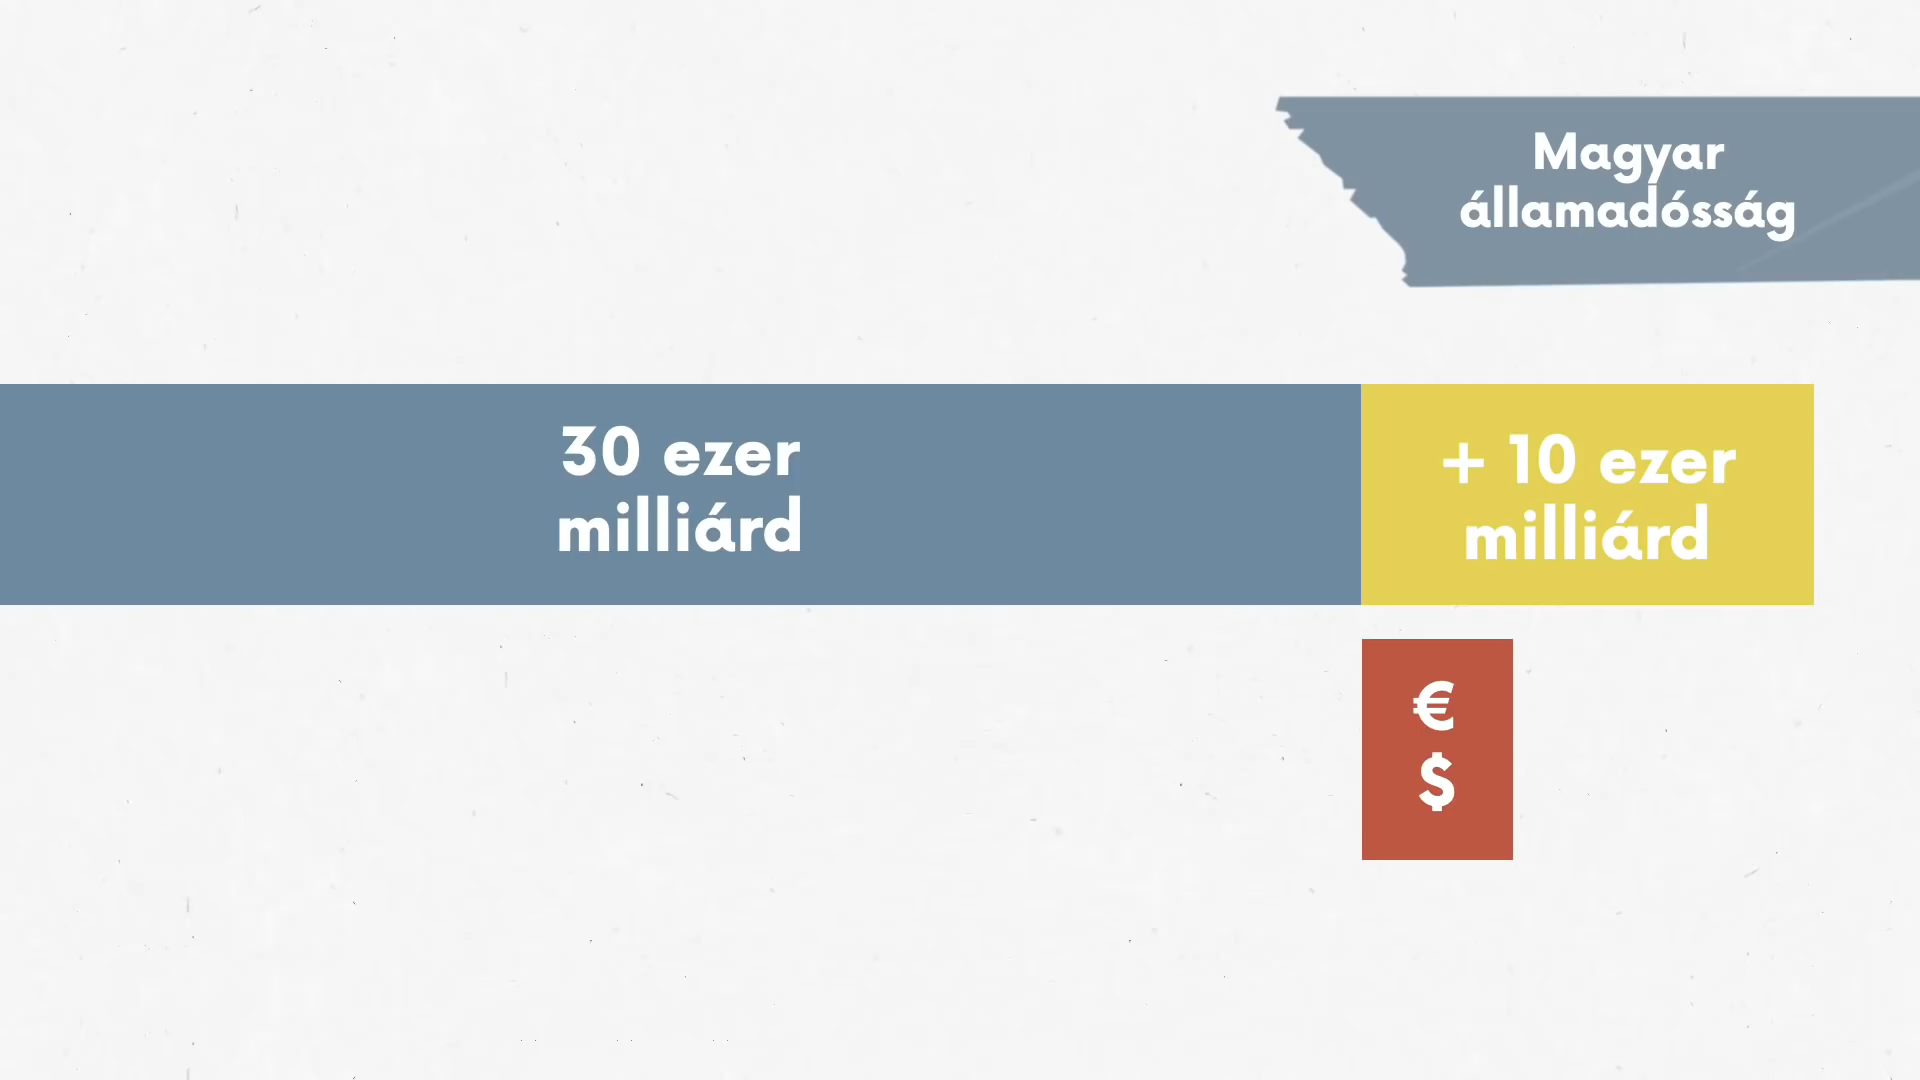 Magyar
államadósság
30 ezer
milliárd
+ 10 ezer
milliárd
€
$